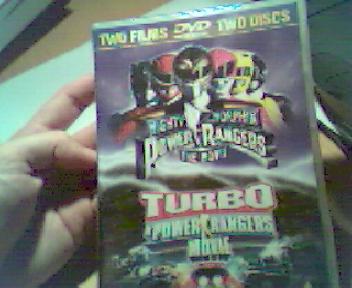 TWO FILMS DVD TWO DISCS
MIGHTY MORPHIN
POWER RANGERS
THE MOVIE
TURBO
A POWER RANGERS
MOVIE